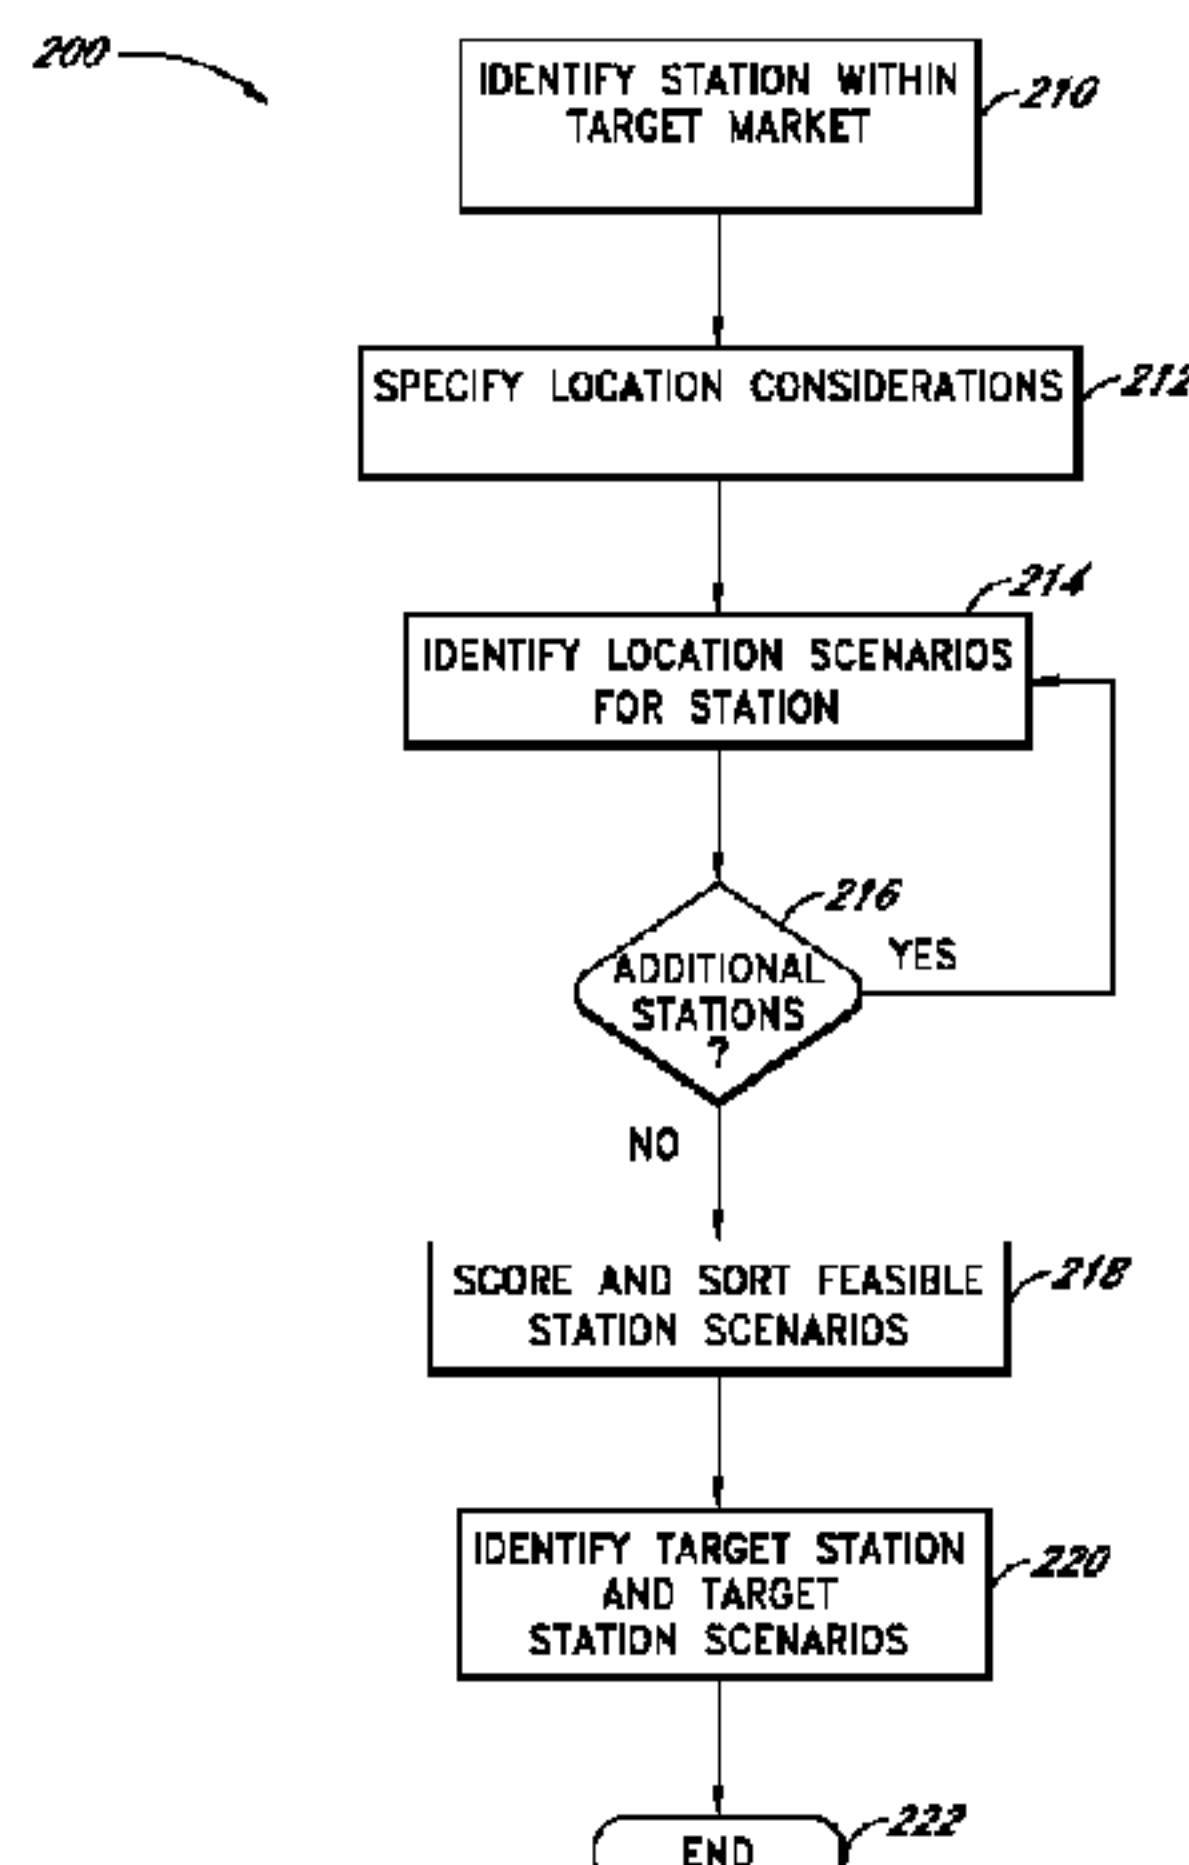 200
IDENTIFY STATION WITHIN
TARGET MARKET
210
SPECIFY LOCATION CONSIDERATIONS
212
214
IDENTIFY LOCATION SCENARIOS
FOR STATION
216
ADDITIONAL
STATIONS
?
YES
NO
SCORE AND SORT FEASIBLE
STATION SCENARIOS
218
IDENTIFY TARGET STATION
AND TARGET
STATION SCENARIOS
220
END
222